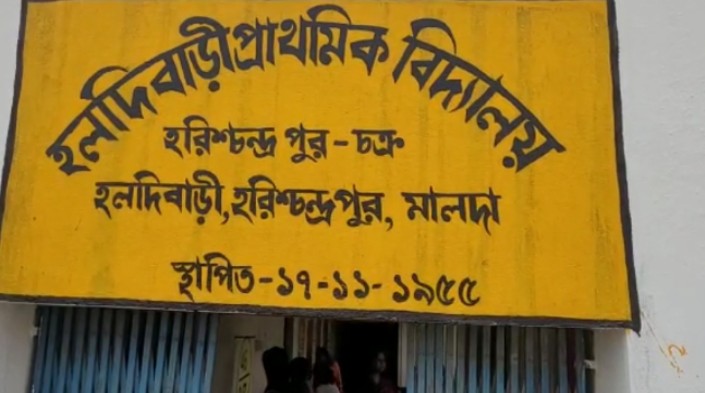 হলদিবাড়ী প্রাথমিক বিদ্যালয়
হরিশ্চন্দ্র পুর - চক্র
হলদিবাড়ী, হরিশ্চন্দ্রপুর, মালদা
স্থাপিত - ১৭ - ১১ - ১৯৫৫